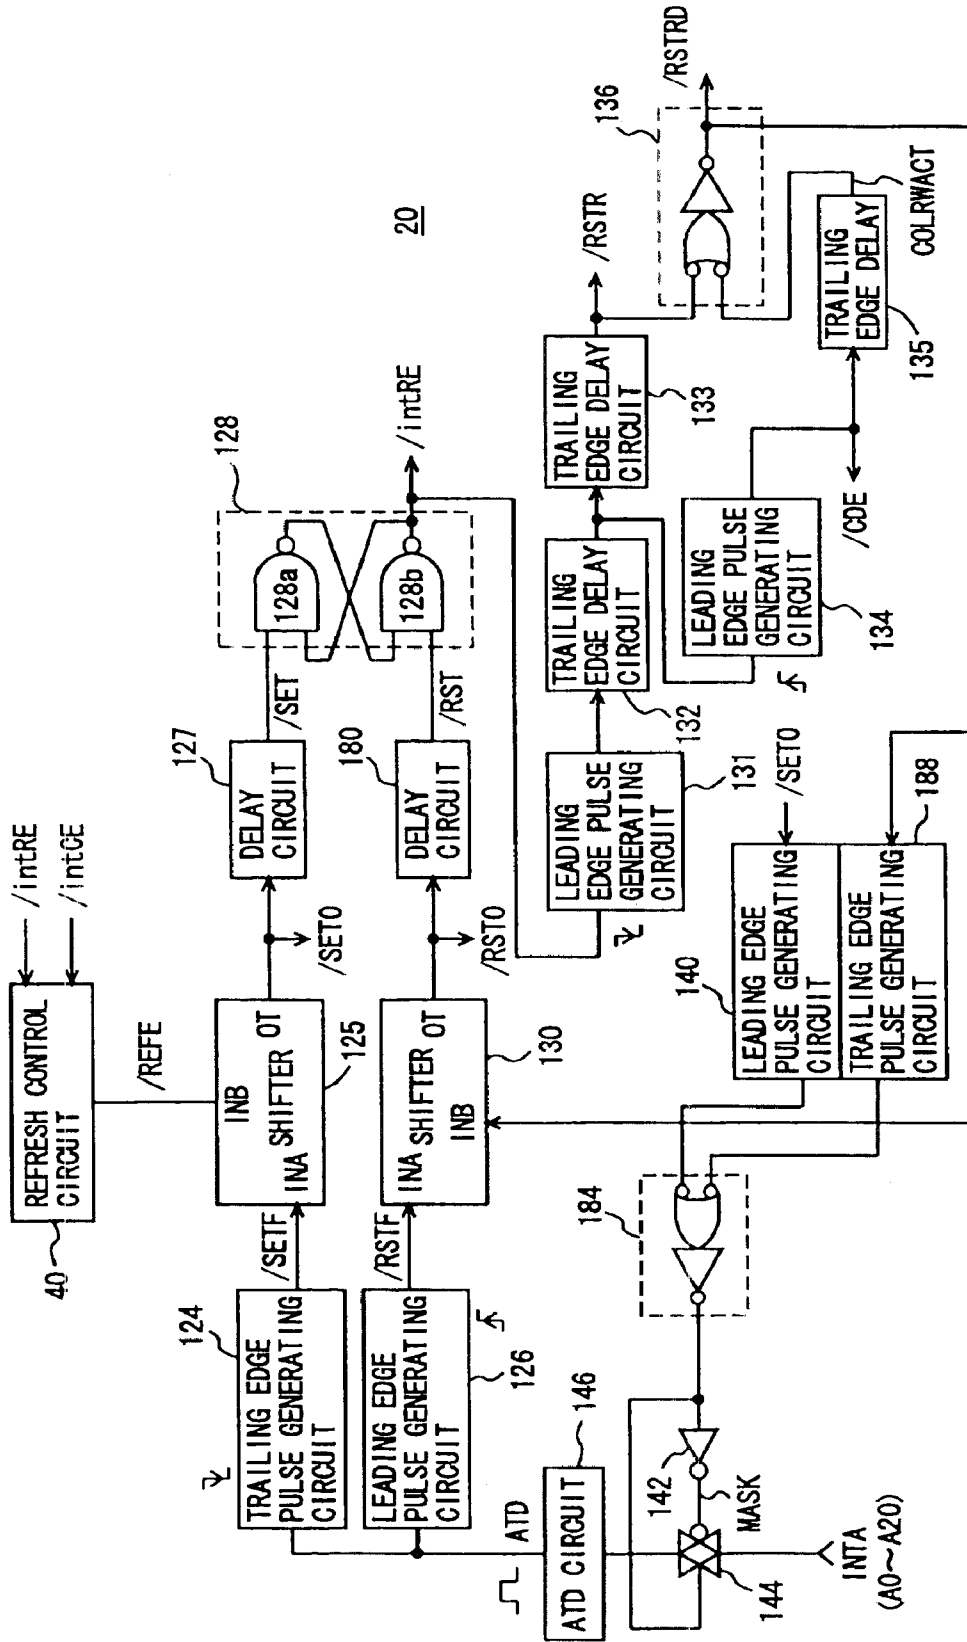 20
/intRE
/intCE
REFRESH CONTROL
CIRCUIT
40
/REFE
124
TRAILING EDGE
PULSE GENERATING
CIRCUIT
/SETF
INB
INA
SHIFTER
OT
125
/SET0
127
DELAY
CIRCUIT
/SET
128
128a
128b
/intRE
LEADING EDGE
PULSE GENERATING
CIRCUIT
126
/RSTF
INA
SHIFTER
INB
OT
130
/RST0
180
DELAY
CIRCUIT
/RST
ATD
ATD CIRCUIT
146
LEADING
EDGE PULSE
GENERATING
CIRCUIT
131
TRAILING
EDGE DELAY
CIRCUIT
132
TRAILING
EDGE DELAY
CIRCUIT
133
/RSTR
136
/RSTRD
LEADING
EDGE PULSE
GENERATING
CIRCUIT
134
/CDE
TRAILING
EDGE DELAY
135
COLRWACT
184
140
LEADING EDGE
PULSE GENERATING
CIRCUIT
/SET0
TRAILING EDGE
PULSE GENERATING
CIRCUIT
188
142
MASK
144
INTA
(A0~A20)